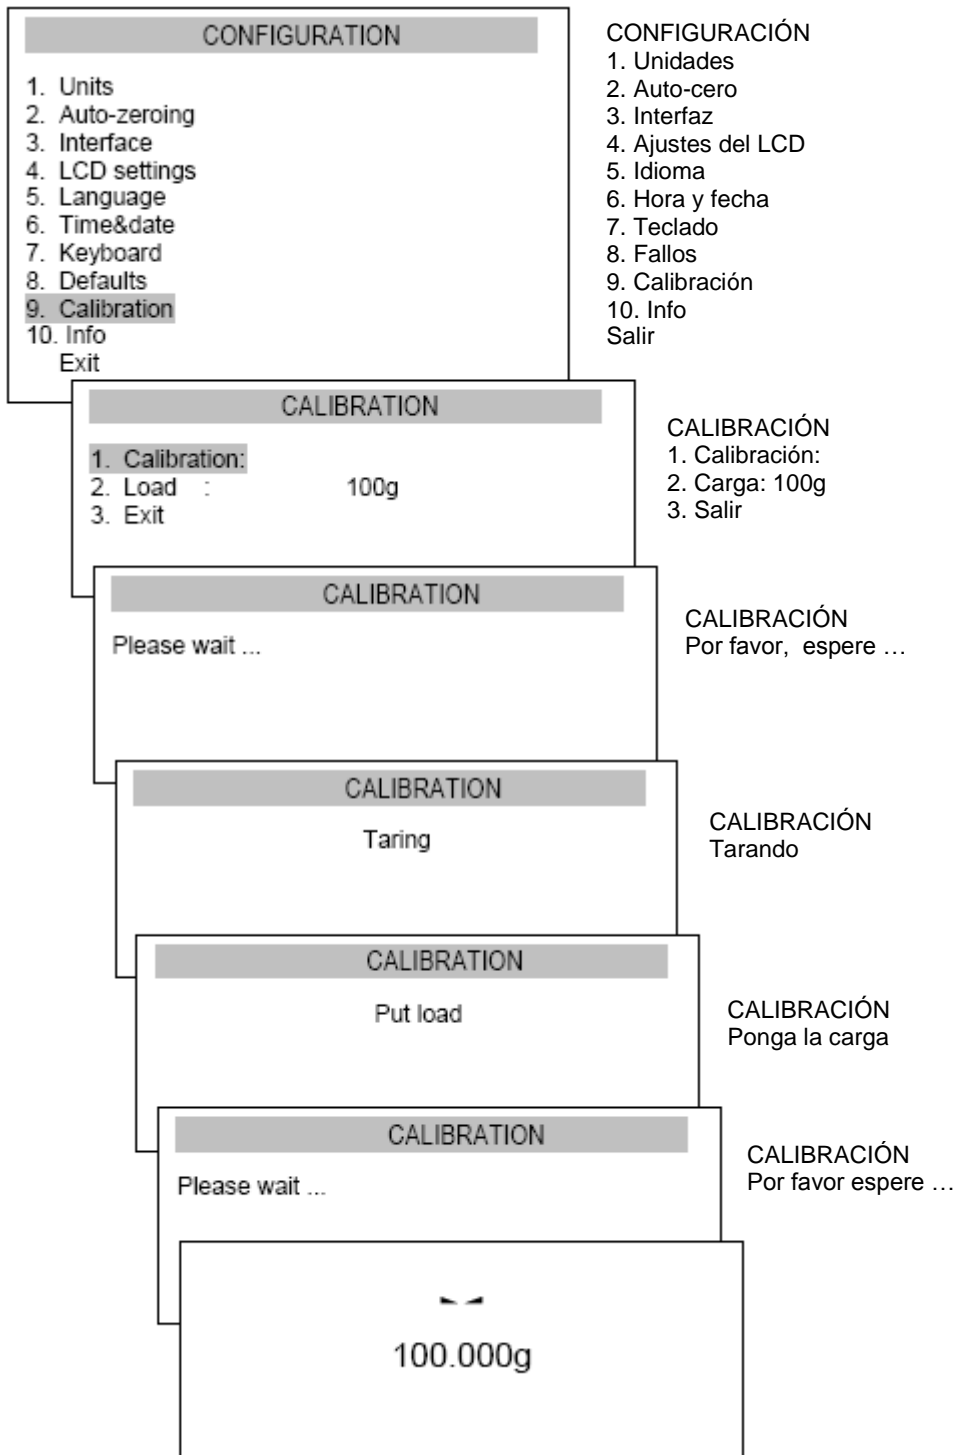 CONFIGURATION
1. Units
2. Auto-zeroing
3. Interface
4. LCD settings
5. Language
6. Time&date
7. Keyboard
8. Defaults
9. Calibration
10. Info
Exit
CONFIGURACIÓN
1. Unidades
2. Auto-cero
3. Interfaz
4. Ajustes del LCD
5. Idioma
6. Hora y fecha
7. Teclado
8. Fallos
9. Calibración
10. Info
Salir
CALIBRATION
1. Calibration:
2. Load : 100g
3. Exit
CALIBRACIÓN
1. Calibración:
2. Carga: 100g
3. Salir
CALIBRATION
Please wait ...
CALIBRACIÓN
Por favor, espere …
CALIBRATION
Taring
CALIBRACIÓN
Tarando
CALIBRATION
Put load
CALIBRACIÓN
Ponga la carga
CALIBRATION
Please wait ...
CALIBRACIÓN
Por favor espere …
100.000g